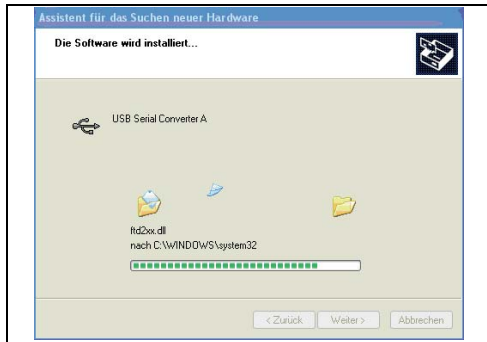 Assistent für das Suchen neuer Hardware
Die Software wird installiert...
USB Serial Converter A
ftd2xx.dll
nach C:\WINDOWS\system32
< Zurück
Weiter >
Abbrechen